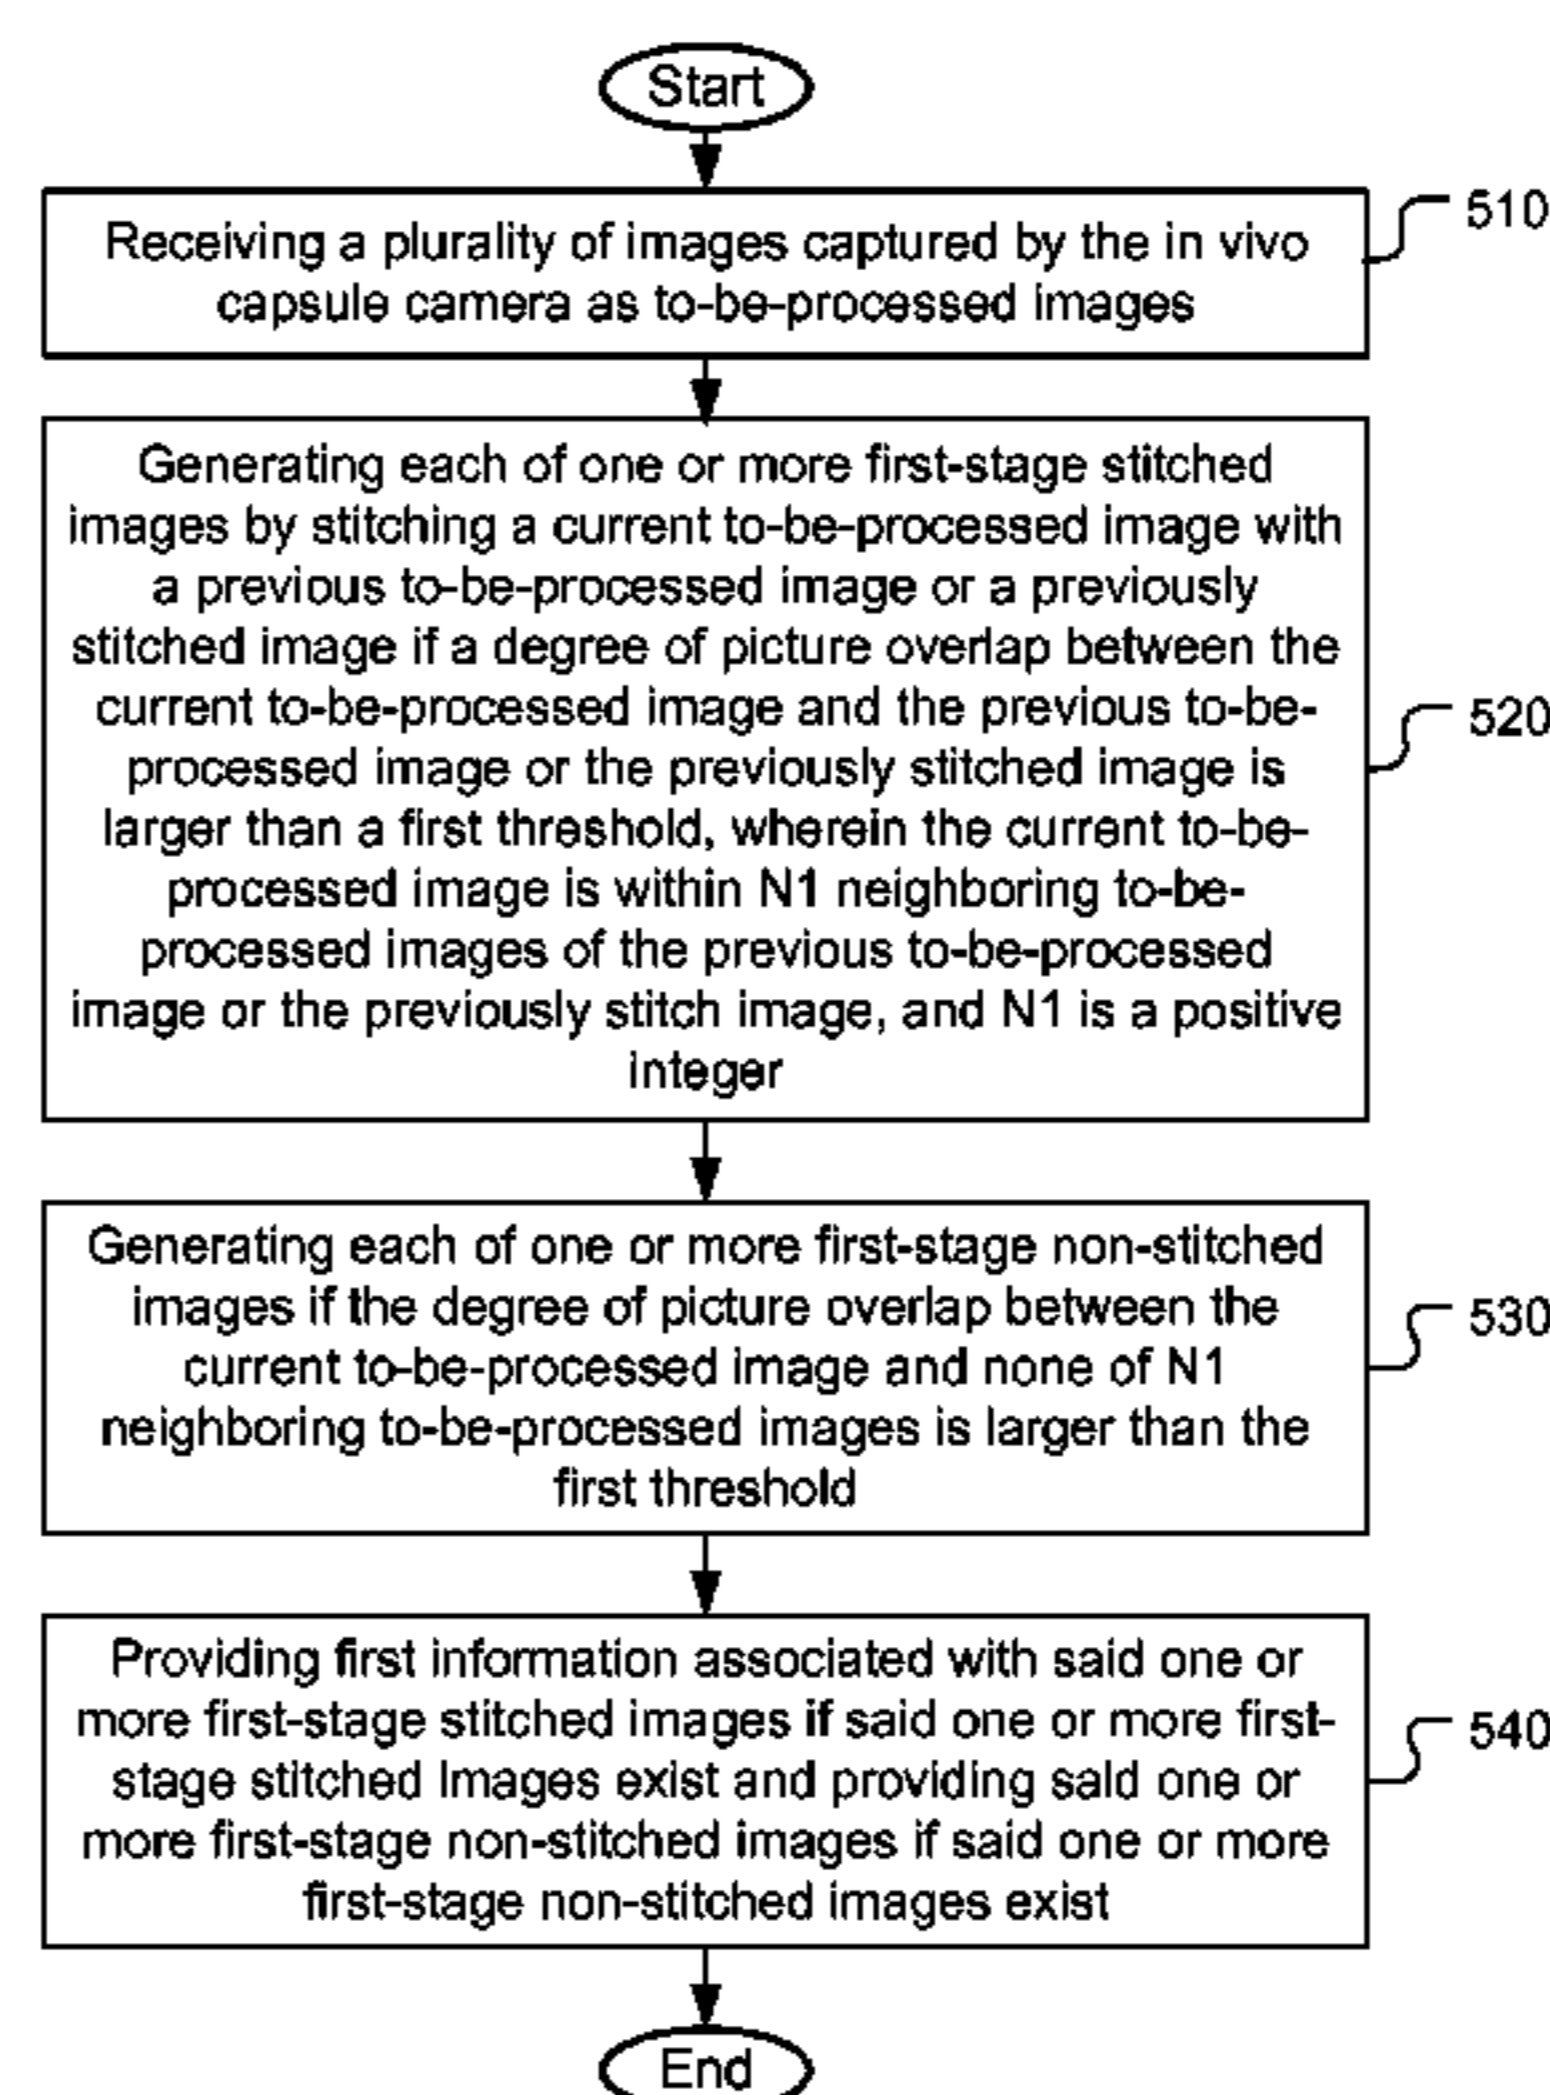 Start
Receiving a plurality of images captured by the in vivo
capsule camera as to-be-processed images
510
Generating each of one or more first-stage stitched
images by stitching a current to-be-processed image with
a previous to-be-processed image or a previously
stitched image if a degree of picture overlap between the
current to-be-processed image and the previous to-be-
processed image or the previously stitched image is
larger than a first threshold, wherein the current to-be-
processed image is within N1 neighboring to-be-
processed images of the previous to-be-processed
image or the previously stitch image, and N1 is a positive
integer
520
Generating each of one or more first-stage non-stitched
images if the degree of picture overlap between the
current to-be-processed image and none of N1
neighboring to-be-processed images is larger than the
first threshold
530
Providing first information associated with said one or
more first-stage stitched images if said one or more first-
stage stitched images exist and providing said one or
more first-stage non-stitched images if said one or more
first-stage non-stitched images exist
540
End